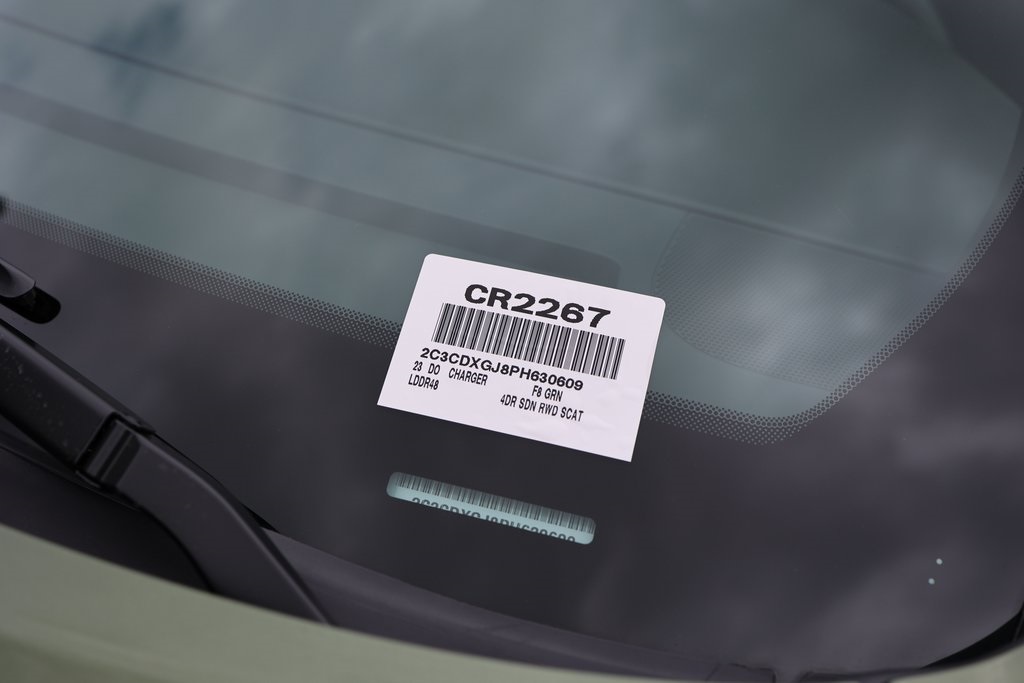 CR2267
2C3CDXGJ8PH630609
23 DO CHARGER F8 GRN
LDDR48 4DR SDN RWD SCAT